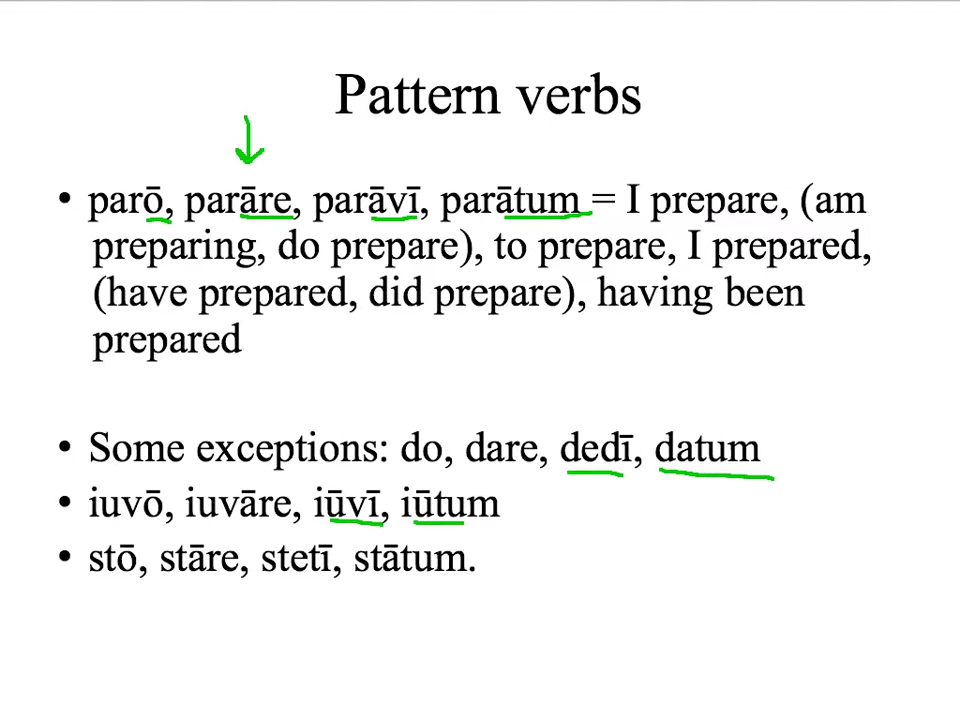 Pattern verbs
• parō, parāre, parāvī, parātum = I prepare, (am
preparing, do prepare), to prepare, I prepared,
(have prepared, did prepare), having been
prepared
• Some exceptions: do, dare, dedī, datum
• iuvō, iuvāre, iūvī, iūtum
• stō, stāre, stetī, stātum.